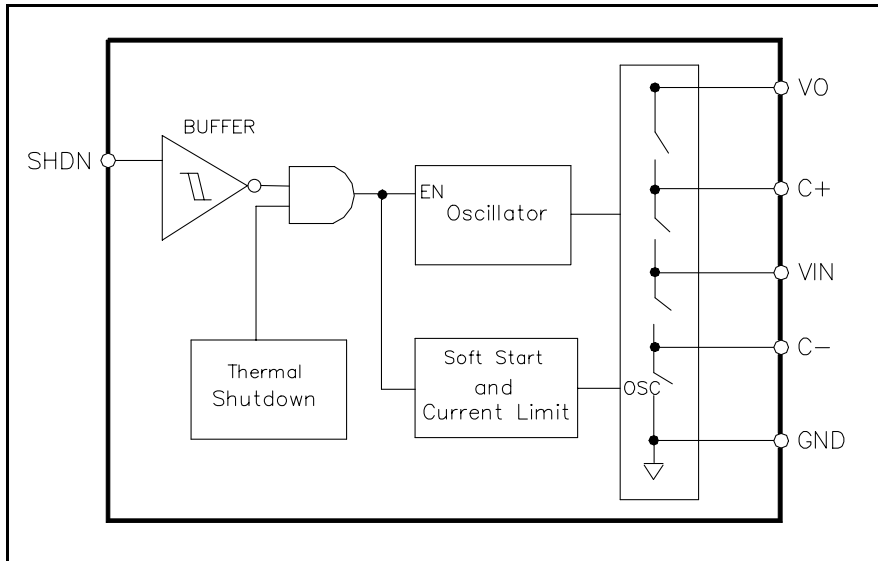 BUFFER
SHDN
EN
Oscillator
Thermal
Shutdown
Soft Start
and
Current Limit
OSC
VO
C+
VIN
C−
GND